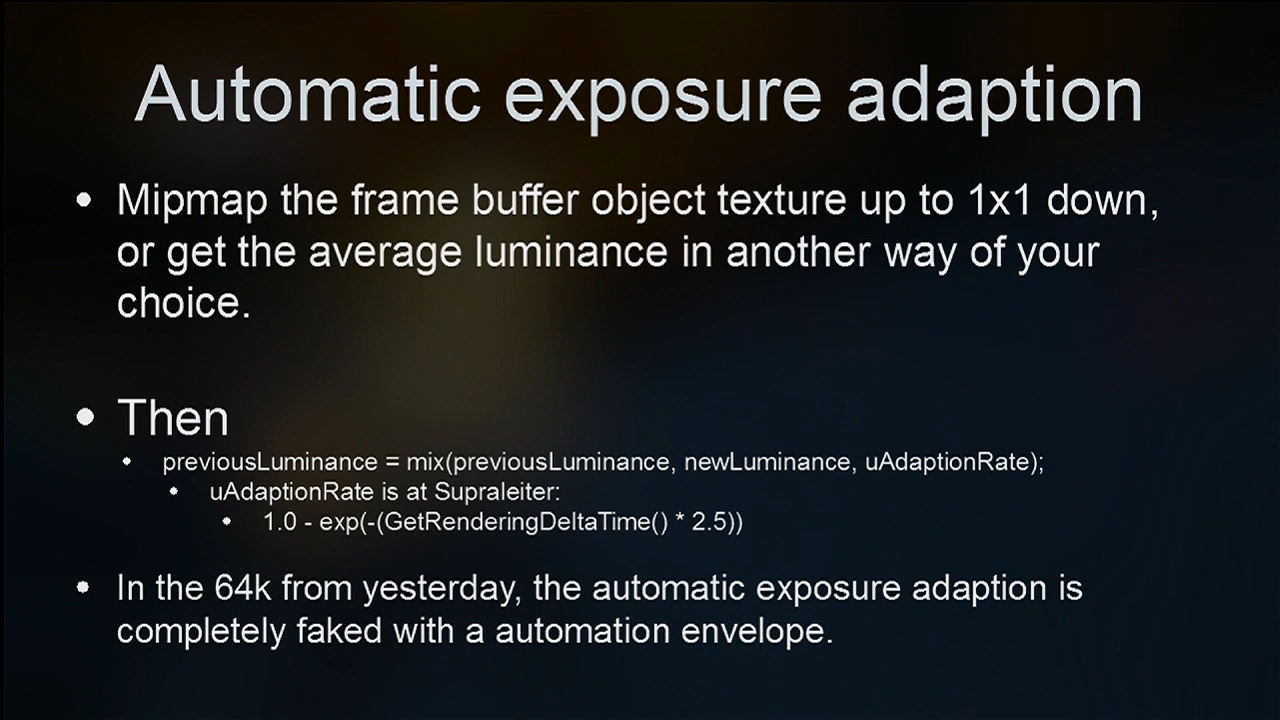 Automatic exposure adaption
• Mipmap the frame buffer object texture up to 1x1 down,
or get the average luminance in another way of your
choice.
• Then
• previousLuminance = mix(previousLuminance, newLuminance, uAdaptionRate);
• uAdaptionRate is at Supraleiter:
• 1.0 - exp(-(GetRenderingDeltaTime() * 2.5))
• In the 64k from yesterday, the automatic exposure adaption is
completely faked with a automation envelope.